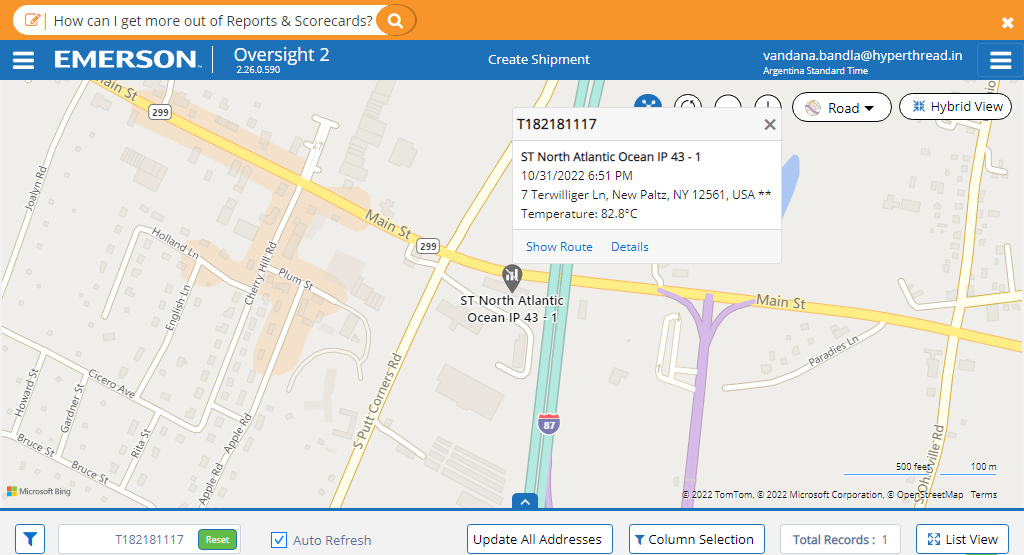 How can I get more out of Reports & Scorecards?
EMERSON
Oversight 2
2.26.0.590
Create Shipment
vandana.bandla@hyperthread.in
Argentina Standard Time
Main St
299
Road
Hybrid View
T182181117
ST North Atlantic Ocean IP 43 - 1
10/31/2022 6:51 PM
7 Terwilliger Ln, New Paltz, NY 12561, USA **
Temperature: 82.8°C
Show Route
Details
Joalyn Rd
Main St
299
Holland Ln
Cherry Hill Rd
Plum St
English Ln
ST North Atlantic
Ocean IP 43 - 1
Main St
Paradies Ln
Howard St
Cicero Ave
Gardner St
S Putt Corners Rd
Rita St
Apple Rd
Bruce St
Bruce St
Apple Rd
87
S Ohioville Rd
500 feet
100 m
Microsoft Bing
© 2022 TomTom, © 2022 Microsoft Corporation, © OpenStreetMap
Terms
T182181117
Reset
Auto Refresh
Update All Addresses
Column Selection
Total Records : 1
List View